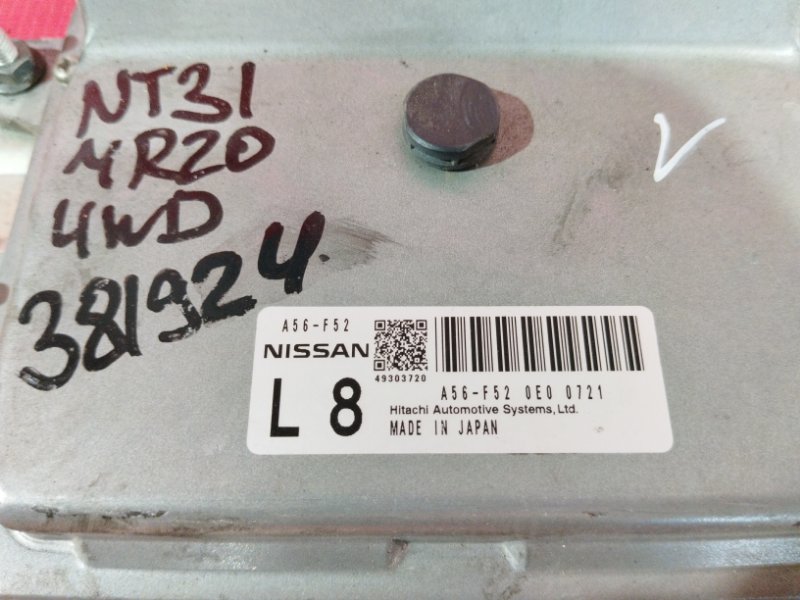 NT31
MR20
4WD
381924
A56-F52
NISSAN
49303720
L 8
A56-F52 0E0 0721
Hitachi Automotive Systems, Ltd.
MADE IN JAPAN
V